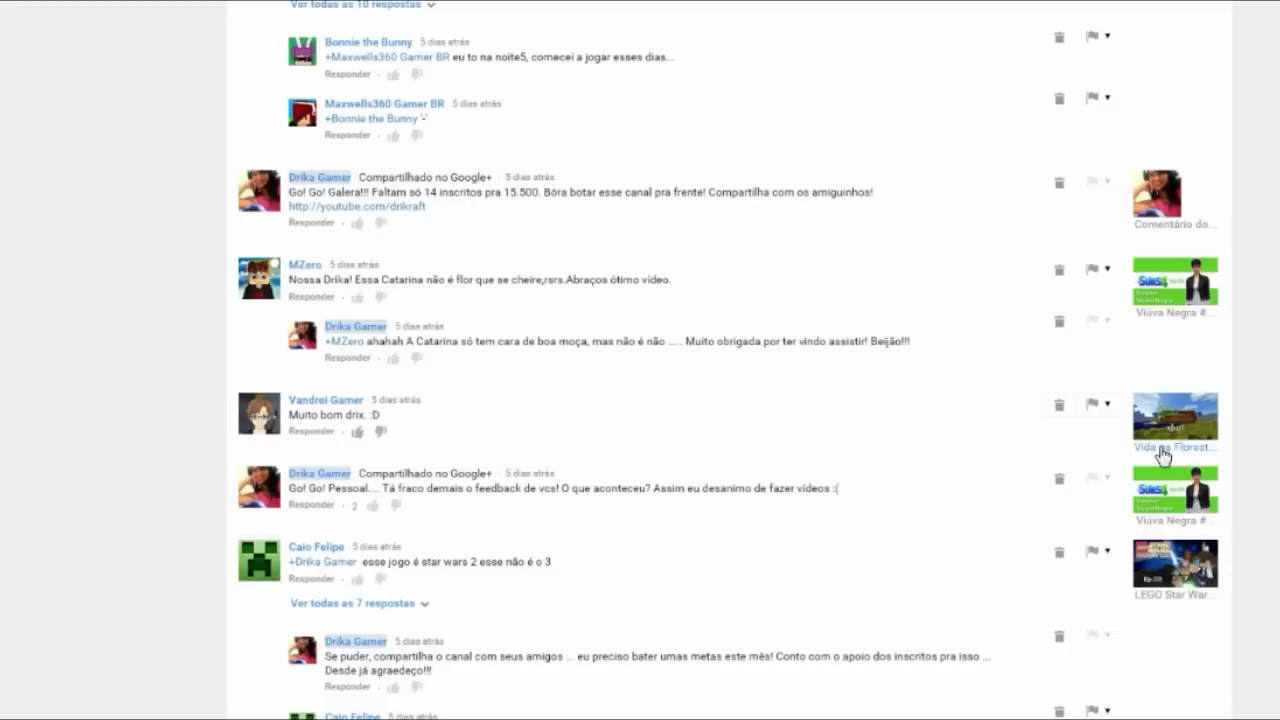 Ver todas as 10 respostas
Bonnie the Bunny 5 dias atrás
+Maxwells360 Gamer BR eu to na noite5, comecei a jogar esses dias...
Responder
Maxwells360 Gamer BR 5 dias atrás
+Bonnie the Bunny
Responder
Drika Gamer Compartilhado no Google+ · 5 dias atrás
Go! Go! Galera!!! Faltam só 14 inscritos pra 15.500. Bóra botar esse canal pra frente! Compartilha com os amiguinhos!
http://youtube.com/drikraft
Responder
Comentário do...
MZero 5 dias atrás
Nossa Drika! Essa Catarina não é flor que se cheire,rsrs.Abraços ótimo vídeo.
Responder
Viúva Negra #...
Drika Gamer 5 dias atrás
+MZero ahahah A Catarina só tem cara de boa moça, mas não é não ..... Muito obrigada por ter vindo assistir! Beijão!!!
Responder
Vandrei Gamer 5 dias atrás
Muito bom drix. :D
Responder
Vida na Florest...
Drika Gamer Compartilhado no Google+ · 5 dias atrás
Go! Go! Pessoal.... Tá fraco demais o feedback de vcs! O que aconteceu? Assim eu desanimo de fazer vídeos :(
Responder · 2
Viúva Negra #...
Caio Felipe 5 dias atrás
+Drika Gamer esse jogo é star wars 2 esse não é o 3
Responder
LEGO Star War...
Ver todas as 7 respostas
Drika Gamer 5 dias atrás
Se puder, compartilha o canal com seus amigos ... eu preciso bater umas metas este mês! Conto com o apoio dos inscritos pra isso ...
Desde já agraedeço!!!
Responder
Caio Felipe 5 dias atrás